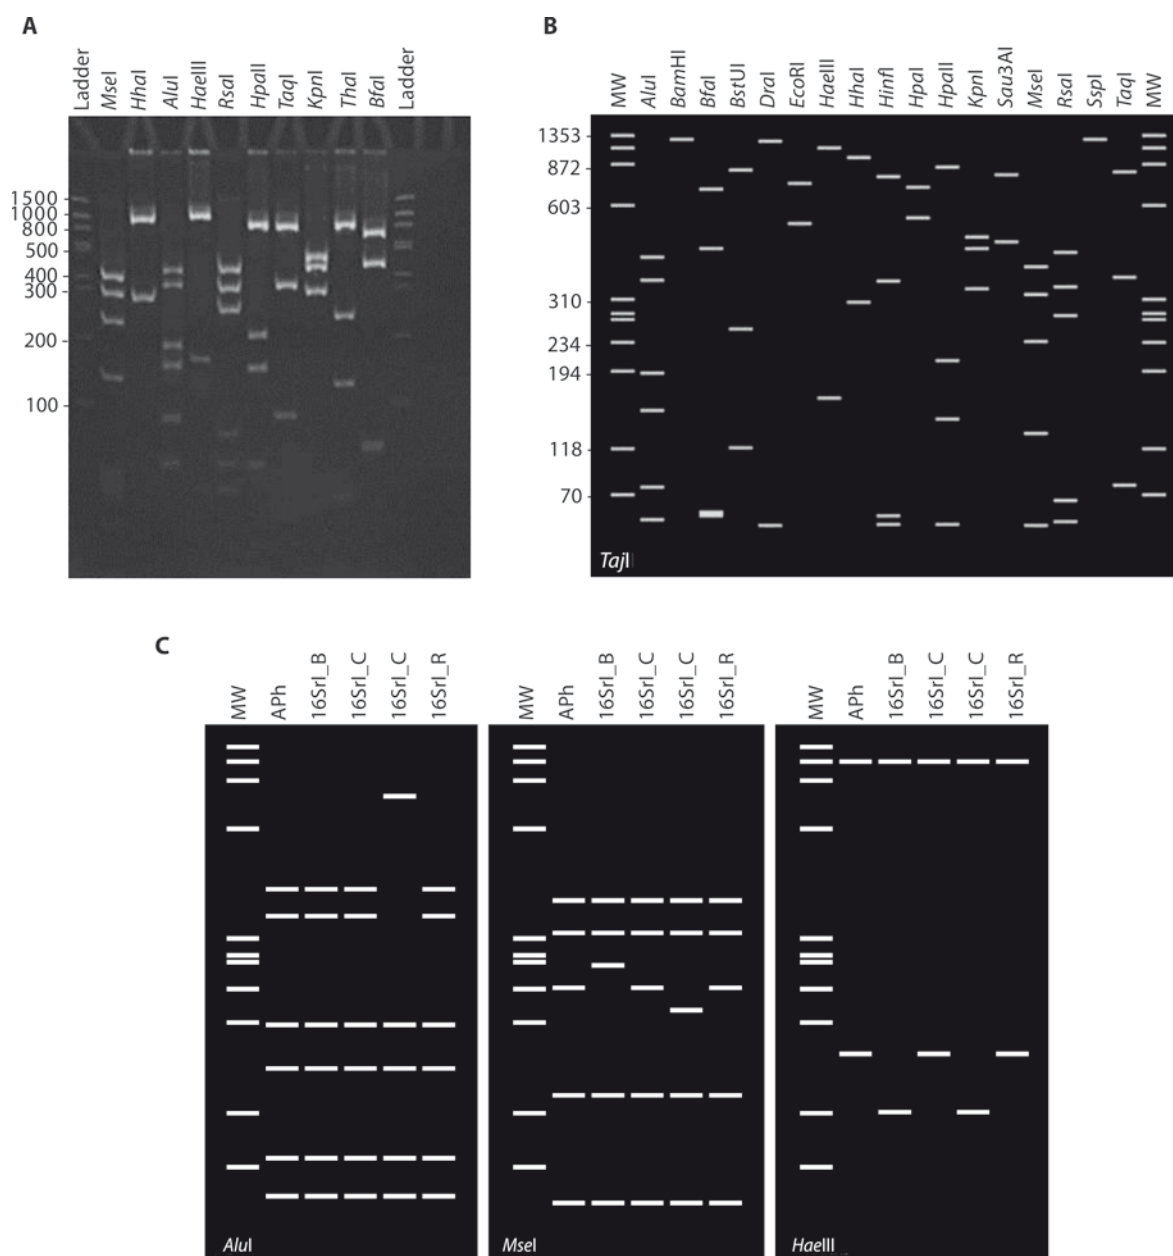 A
Ladder
MseI
HhaI
AluI
HaeIII
RsaI
HpaII
TaqI
KpnI
ThaI
BfaI
Ladder
1500
1000
800
500
400
300
200
100
B
MW
AluI
BamHI
BfaI
BstUI
DraI
EcoRI
HaeIII
HhaI
HinfI
HpaI
HpaII
KpnI
Sau3AI
MseI
RsaI
SspI
TaqI
MW
1353
872
603
310
234
194
118
70
TajI
C
MW
APh
16SrI_B
16SrI_C
16SrI_C
16SrI_R
AluI
MW
APh
16SrI_B
16SrI_C
16SrI_C
16SrI_R
MseI
MW
APh
16SrI_B
16SrI_C
16SrI_C
16SrI_R
HaeIII